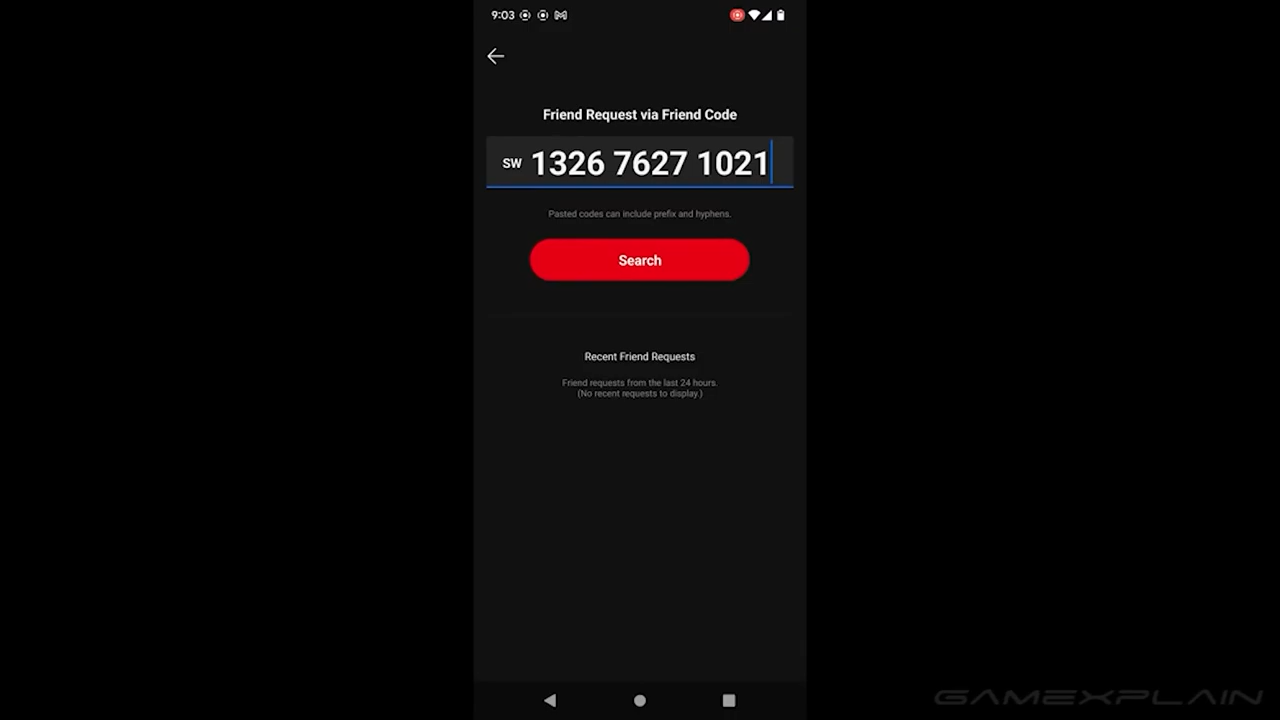 9:03
Friend Request via Friend Code
SW 1326 7627 1021
Pasted codes can include prefix and hyphens.
Search
Recent Friend Requests
Friend requests from the last 24 hours.
(No recent requests to display.)
GAMEXPLAIN